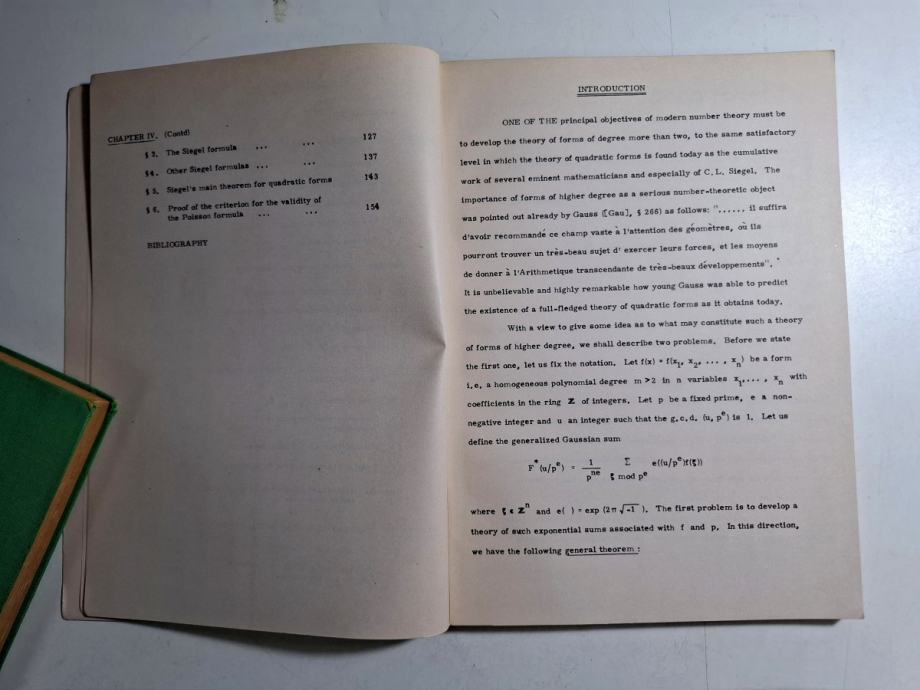 CHAPTER IV. (Contd)
§ 3. The Siegel formula ... ... 127
§ 4. Other Siegel formulas ... ... 137
§ 5. Siegel's main theorem for quadratic forms 143
§ 6. Proof of the criterion for the validity of
the Poisson formula ... ... 154
BIBLIOGRAPHY
INTRODUCTION
ONE OF THE principal objectives of modern number theory must be
to develop the theory of forms of degree more than two, to the same satisfactory
level in which the theory of quadratic forms is found today as the cumulative
work of several eminent mathematicians and especially of C.L. Siegel. The
importance of forms of higher degree as a serious number-theoretic object
was pointed out already by Gauss ([Gau], § 266) as follows: "......, il suffira
d'avoir recommandé ce champ vaste à l'attention des géomètres, où ils
pourront trouver un très-beau sujet d' exercer leurs forces, et les moyens
de donner à l'Arithmetique transcendante de très-beaux développements".
It is unbelievable and highly remarkable how young Gauss was able to predict
the existence of a full-fledged theory of quadratic forms as it obtains today.
With a view to give some idea as to what may constitute such a theory
of forms of higher degree, we shall describe two problems. Before we state
the first one, let us fix the notation. Let f(x) = f(x₁, x₂, ..., xₙ) be a form
i.e. a homogeneous polynomial degree m > 2 in n variables x₁,..., xₙ with
coefficients in the ring Z of integers. Let p be a fixed prime, e a non-
negative integer and u an integer such that the g.c.d. (u, pᵉ) is 1. Let us
define the generalized Gaussian sum
F*(u/pᵉ) = 1/pⁿᵉ Σ_{ξ mod pᵉ} e((u/pᵉ)f(ξ))
where ξ ε Zⁿ and e( ) = exp (2π√-1 ). The first problem is to develop a
theory of such exponential sums associated with f and p. In this direction,
we have the following general theorem :